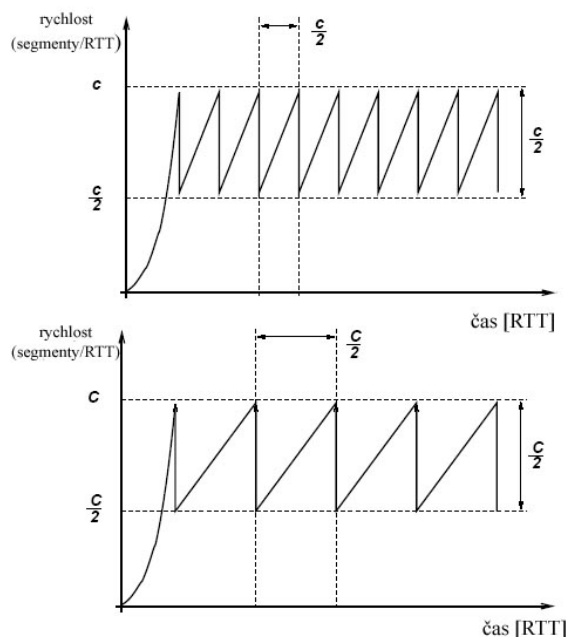 rychlost
(segmenty/RTT)
c/2
c
c/2
c/2
čas [RTT]
rychlost
(segmenty/RTT)
C/2
C
C/2
C/2
čas [RTT]